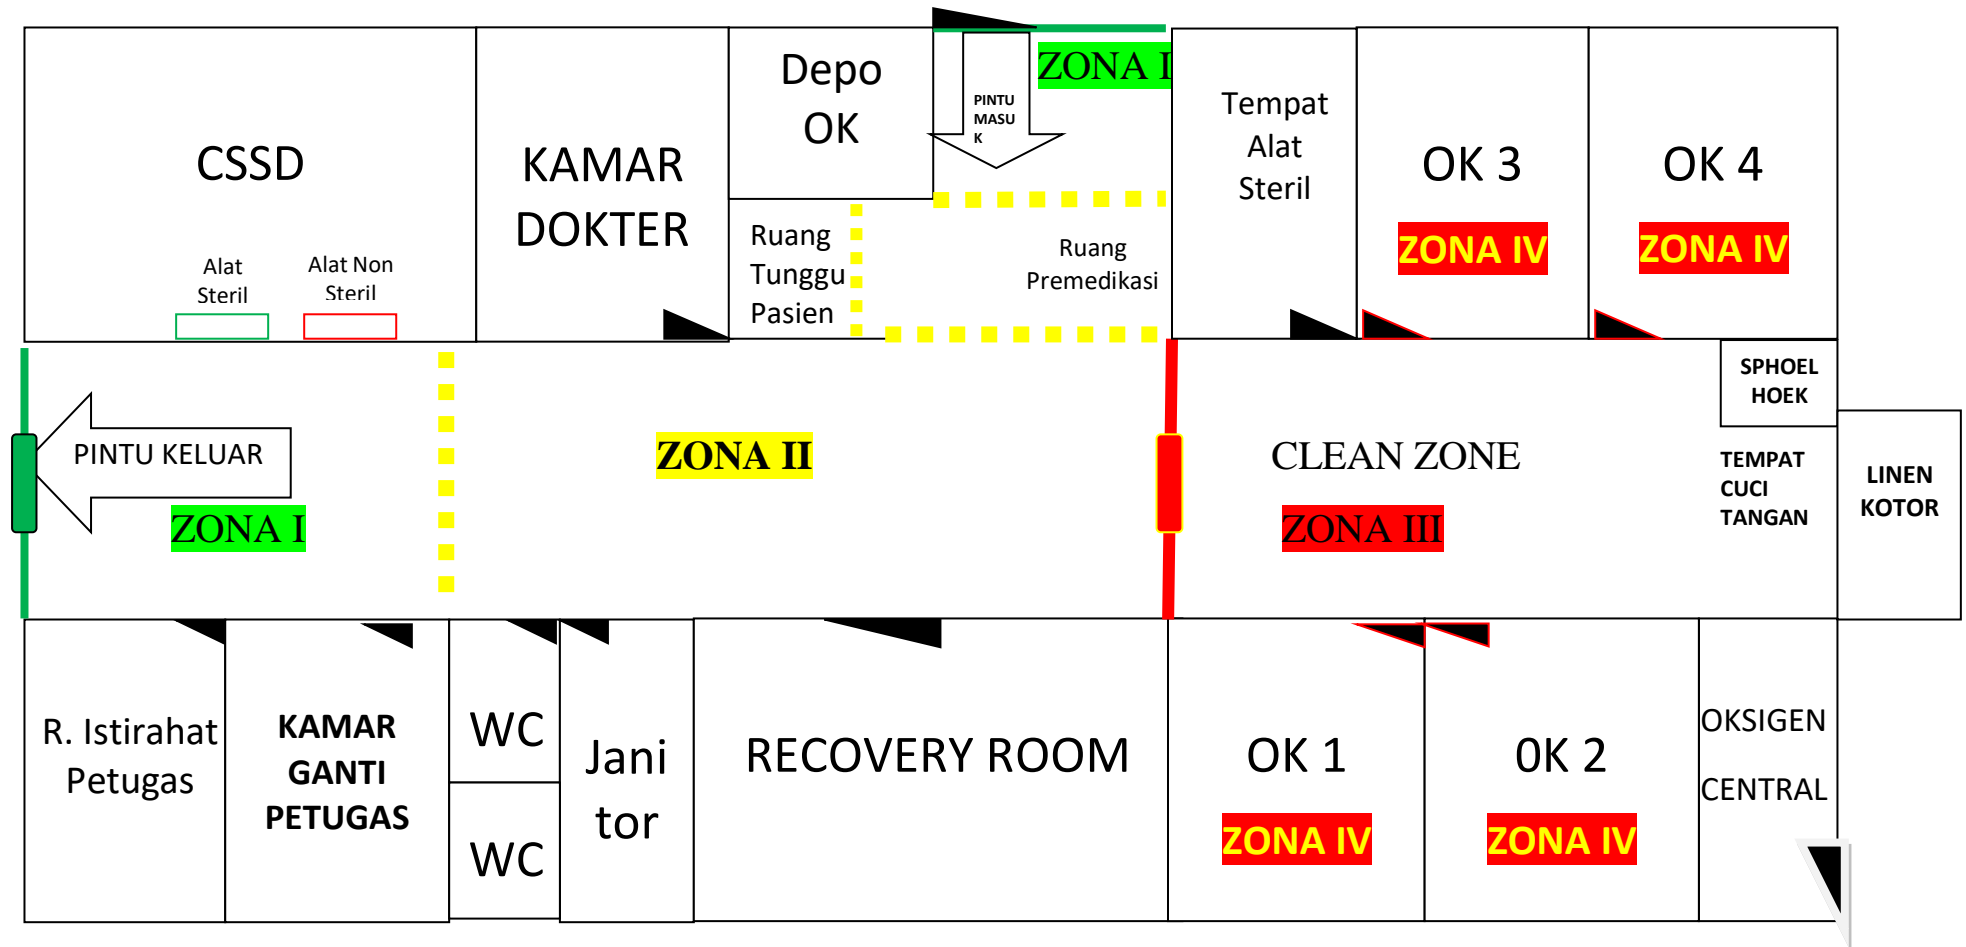 CSSD
Alat
Steril
Alat Non
Steril
KAMAR
DOKTER
Depo
OK
PINTU
MASU
K
ZONA I
Ruang
Tunggu
Pasien
Ruang
Premedikasi
Tempat
Alat
Steril
OK 3
ZONA IV
OK 4
ZONA IV
PINTU KELUAR
ZONA I
ZONA II
CLEAN ZONE
ZONA III
SPHOEL
HOEK
TEMPAT
CUCI
TANGAN
LINEN
KOTOR
R. Istirahat
Petugas
KAMAR
GANTI
PETUGAS
WC
WC
Jani
tor
RECOVERY ROOM
OK 1
ZONA IV
0K 2
ZONA IV
OKSIGEN
CENTRAL